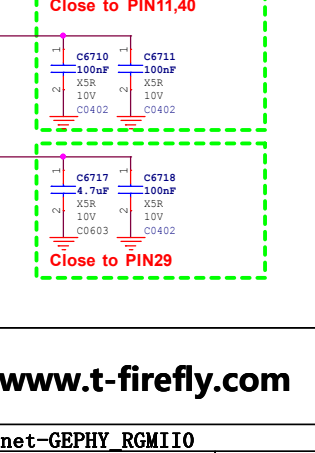 Close to PIN11,40
1 1
C6710 C6711
100nF 100nF
X5R X5R
2 10V 2 10V
C0402 C0402
1 1
C6717 C6718
4.7uF 100nF
X5R X5R
2 10V 2 10V
C0603 C0402
Close to PIN29
www.t-firefly.com
net-GEPHY_RGMII0